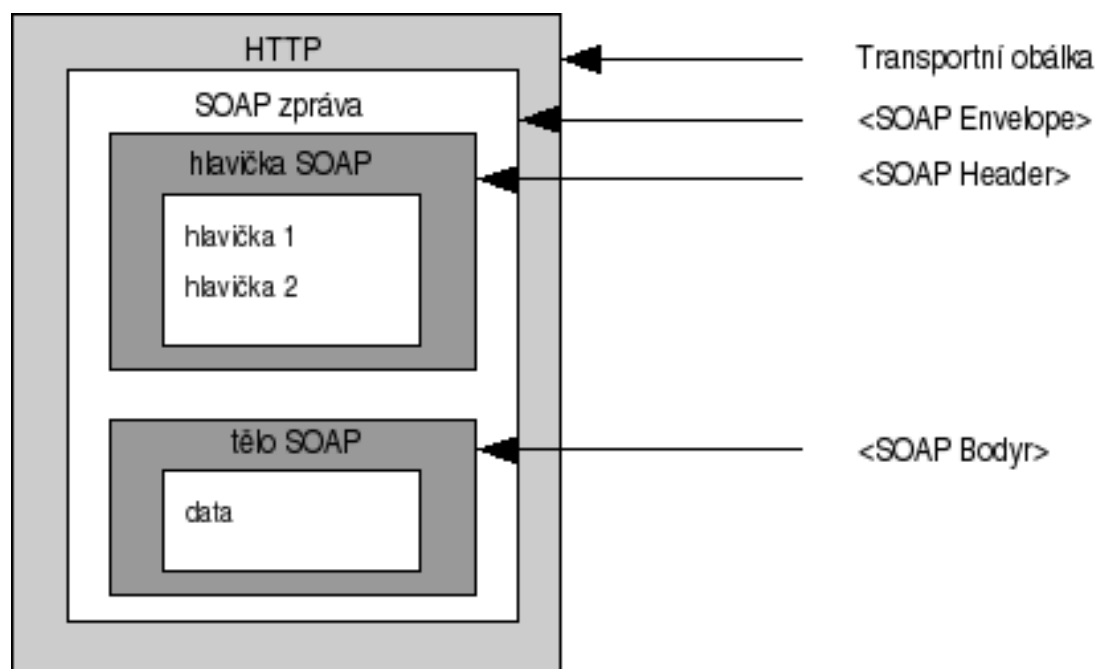 HTTP
Transportní obálka
SOAP zpráva
<SOAP Envelope>
hlavička SOAP
<SOAP Header>
hlavička 1
hlavička 2
tělo SOAP
<SOAP Bodyr>
data